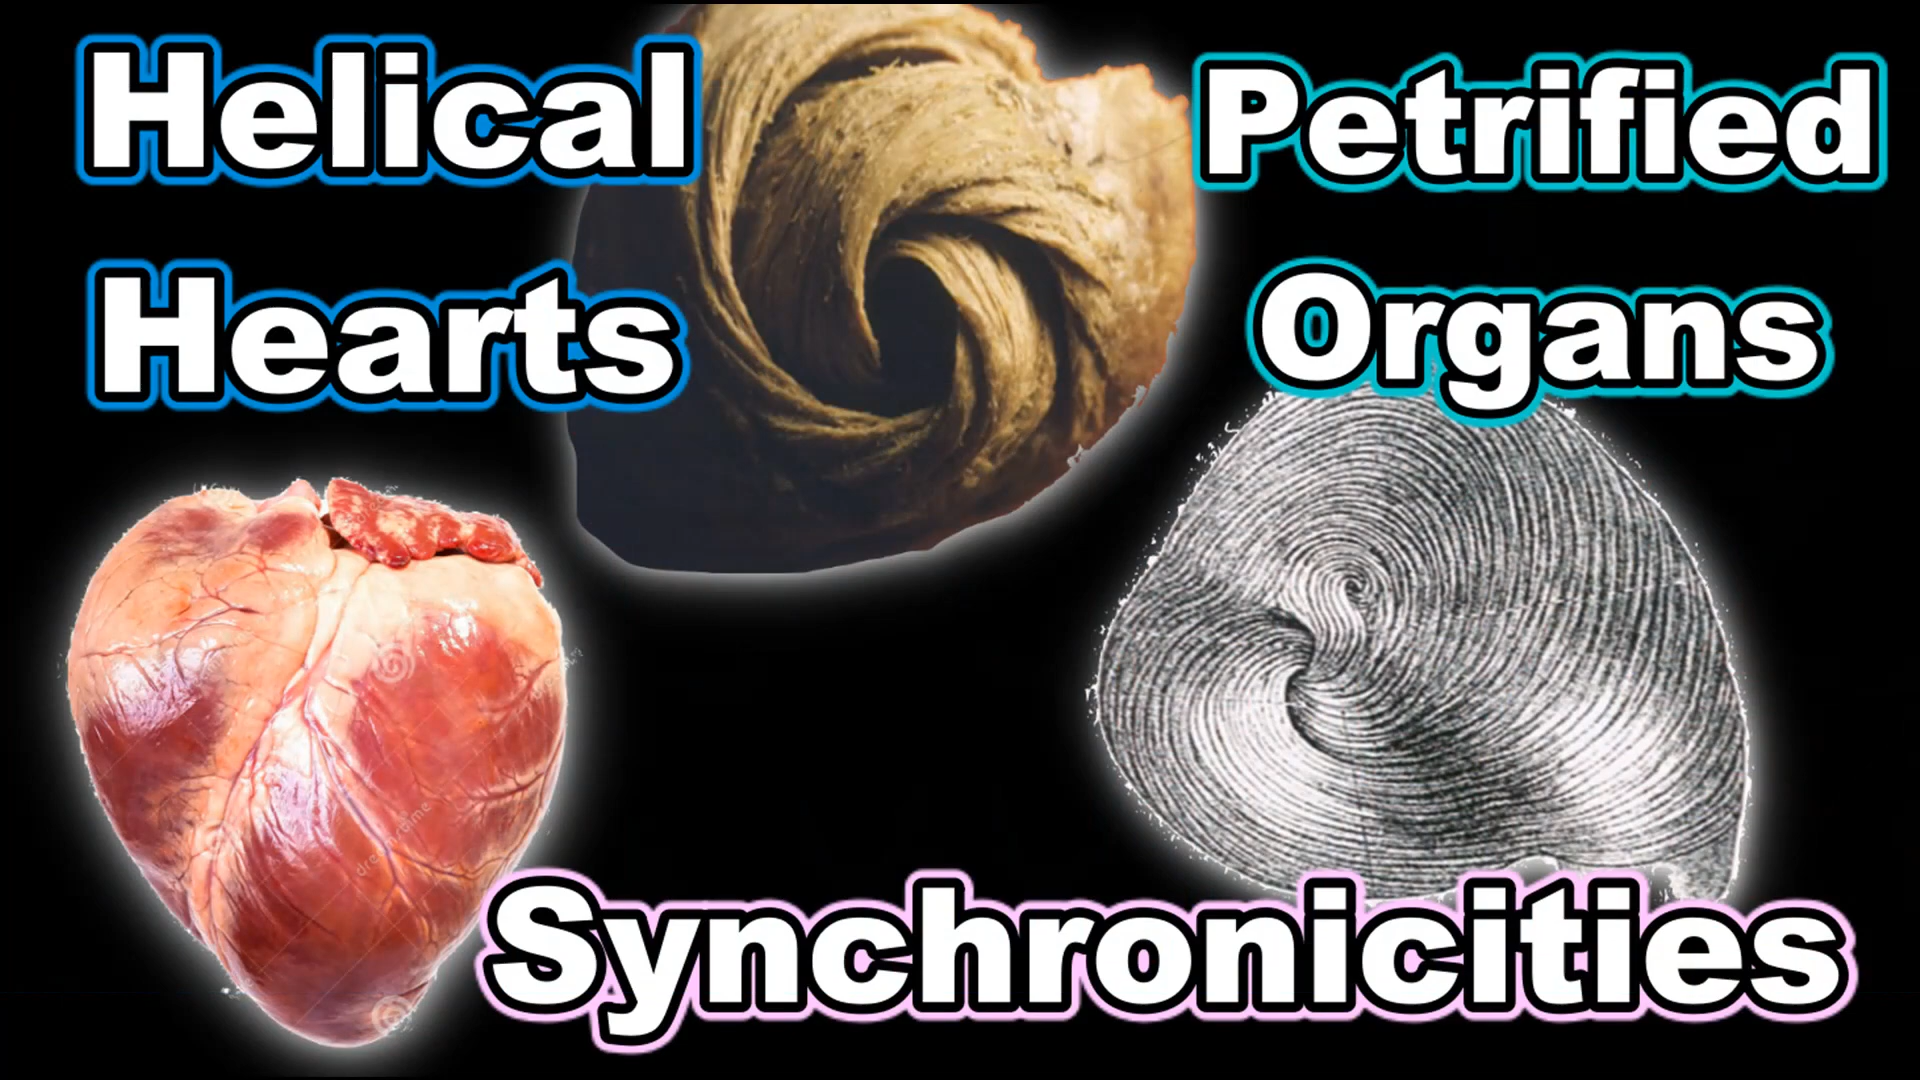 Helical
Hearts
Petrified
Organs
Synchronicities